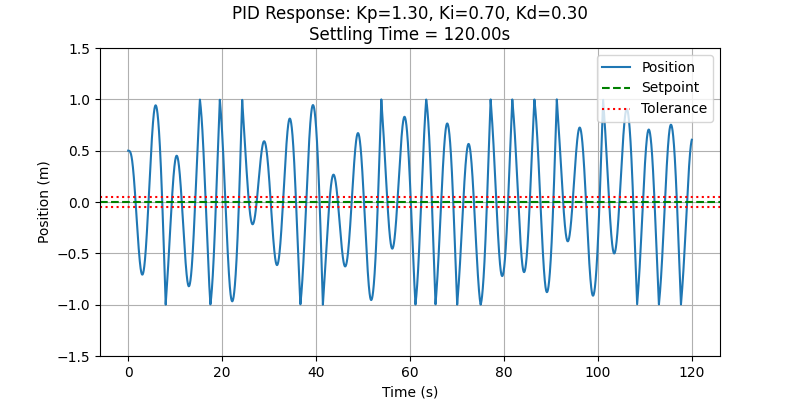 PID Response: Kp=1.30, Ki=0.70, Kd=0.30
Settling Time = 120.00s
Position (m)
1.5
1.0
0.5
0.0
−0.5
−1.0
−1.5
Position
Setpoint
Tolerance
0 20 40 60 80 100 120
Time (s)